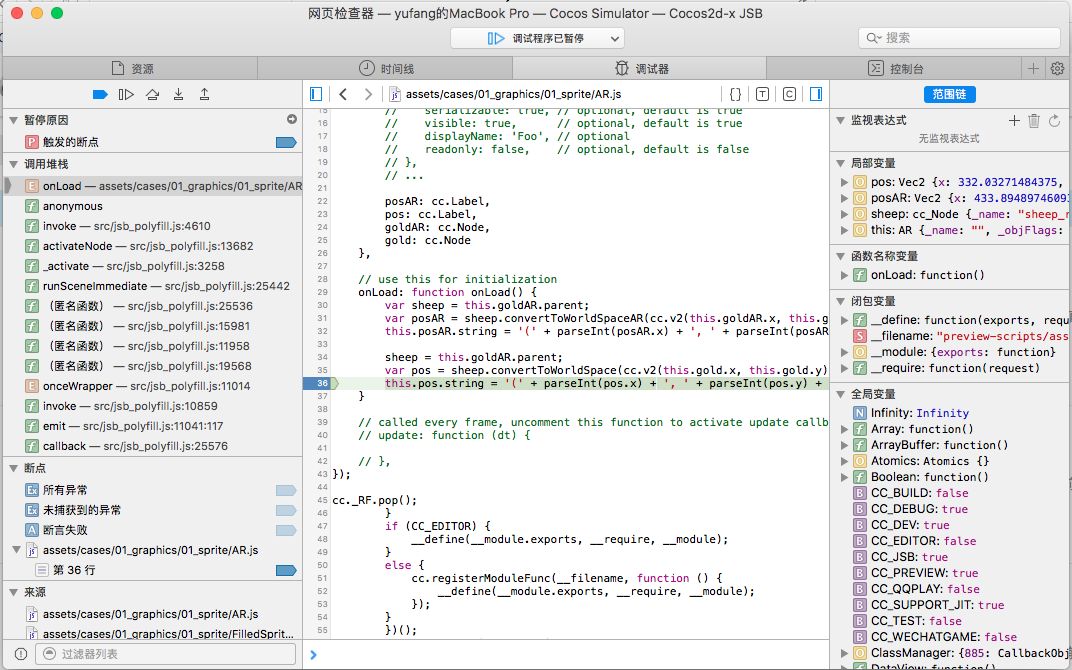 网页检查器 — yufang的MacBook Pro — Cocos Simulator — Cocos2d-x JSB
调试程序已暂停
搜索
资源
时间线
调试器
控制台
暂停原因
触发的断点
调用堆栈
onLoad — assets/cases/01_graphics/01_sprite/AR
anonymous
invoke — src/jsb_polyfill.js:4610
activateNode — src/jsb_polyfill.js:13682
_activate — src/jsb_polyfill.js:3258
runSceneImmediate — src/jsb_polyfill.js:25442
（匿名函数） — src/jsb_polyfill.js:25536
（匿名函数） — src/jsb_polyfill.js:15981
（匿名函数） — src/jsb_polyfill.js:11958
（匿名函数） — src/jsb_polyfill.js:19568
onceWrapper — src/jsb_polyfill.js:11014
invoke — src/jsb_polyfill.js:10859
emit — src/jsb_polyfill.js:11041:117
callback — src/jsb_polyfill.js:25576
断点
所有异常
未捕获到的异常
断言失败
assets/cases/01_graphics/01_sprite/AR.js
第 36 行
来源
assets/cases/01_graphics/01_sprite/AR.js
assets/cases/01_graphics/01_sprite/FilledSprit...
过滤器列表
assets/cases/01_graphics/01_sprite/AR.js
15 //    serializable: true, // optional, default is true
16 //    visible: true,      // optional, default is true
17 //    displayName: 'Foo', // optional
18 //    readonly: false,    // optional, default is false
19 // },
20 // ...
21
22 posAR: cc.Label,
23 pos: cc.Label,
24 goldAR: cc.Node,
25 gold: cc.Node
26 },
27
28 // use this for initialization
29 onLoad: function onLoad() {
30 var sheep = this.goldAR.parent;
31 var posAR = sheep.convertToWorldSpaceAR(cc.v2(this.goldAR.x, this.g
32 this.posAR.string = '(' + parseInt(posAR.x) + ', ' + parseInt(posAR
33
34 sheep = this.goldAR.parent;
35 var pos = sheep.convertToWorldSpace(cc.v2(this.gold.x, this.gold.y)
36 this.pos.string = '(' + parseInt(pos.x) + ', ' + parseInt(pos.y) +
37 }
38
39 // called every frame, uncomment this function to activate update callb
40 // update: function (dt) {
41
42 // },
43 });
44
45 cc._RF.pop();
46 }
47 if (CC_EDITOR) {
48 __define(__module.exports, __require, __module);
49 }
50 else {
51 cc.registerModuleFunc(__filename, function () {
52 __define(__module.exports, __require, __module);
53 });
54 }
55 })();
范围链
监视表达式
无监视表达式
局部变量
pos: Vec2 {x: 332.03271484375,
posAR: Vec2 {x: 433.8948974609
sheep: cc_Node {_name: "sheep_r
this: AR {_name: "", _objFlags:
函数名称变量
onLoad: function()
闭包变量
__define: function(exports, requ
__filename: "preview-scripts/ass
__module: {exports: function}
__require: function(request)
全局变量
Infinity: Infinity
Array: function()
ArrayBuffer: function()
Atomics: Atomics {}
Boolean: function()
CC_BUILD: false
CC_DEBUG: true
CC_DEV: true
CC_EDITOR: false
CC_JSB: true
CC_PREVIEW: true
CC_QQPLAY: false
CC_SUPPORT_JIT: true
CC_TEST: false
CC_WECHATGAME: false
ClassManager: {885: CallbackObj
DataView: function()